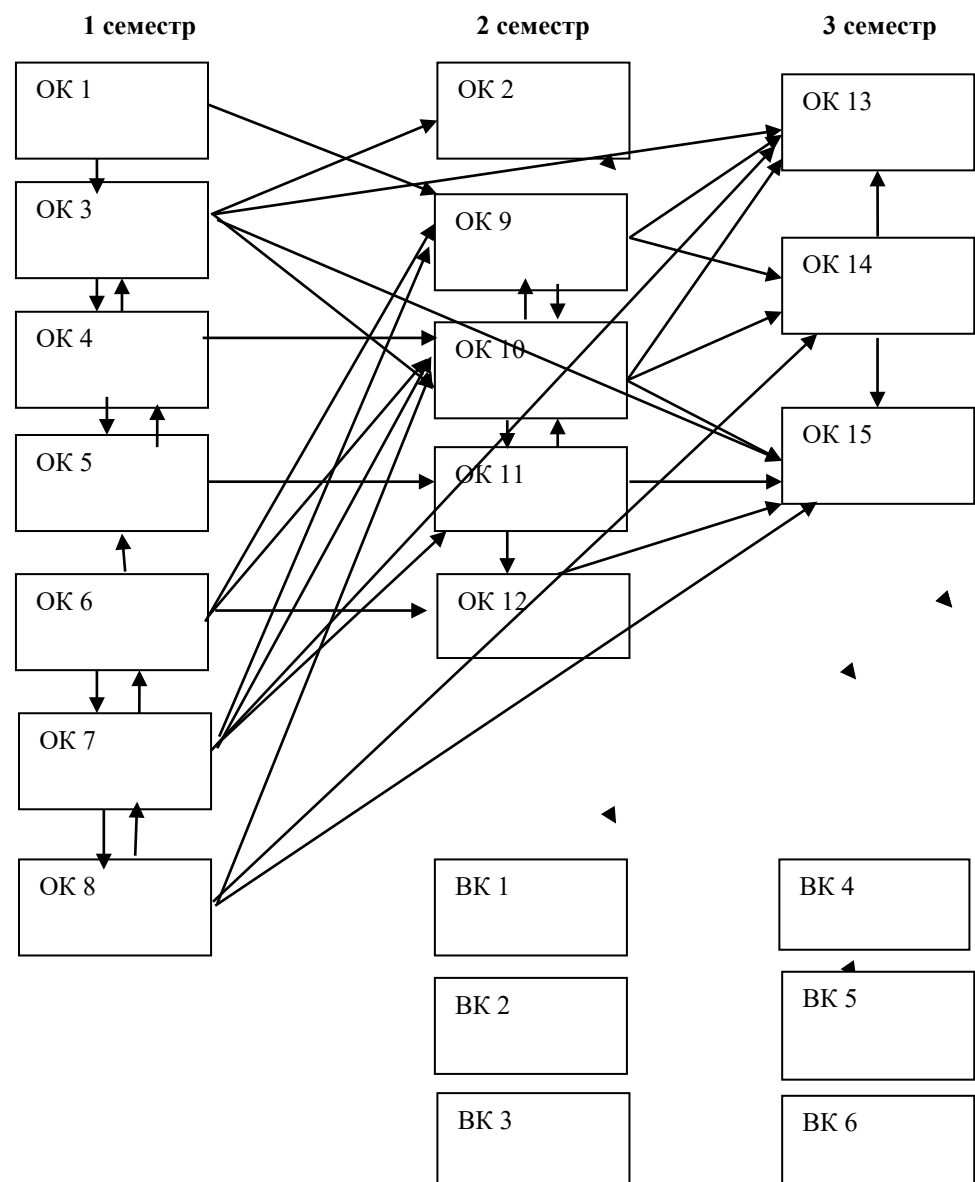 1 семестр 2 семестр 3 семестр
ОК 1
ОК 2
ОК 13
ОК 3
ОК 9
ОК 14
ОК 4
ОК 10
ОК 15
ОК 5
ОК 11
ОК 6
ОК 12
ОК 7
ОК 8
ВК 1
ВК 4
ВК 2
ВК 5
ВК 3
ВК 6